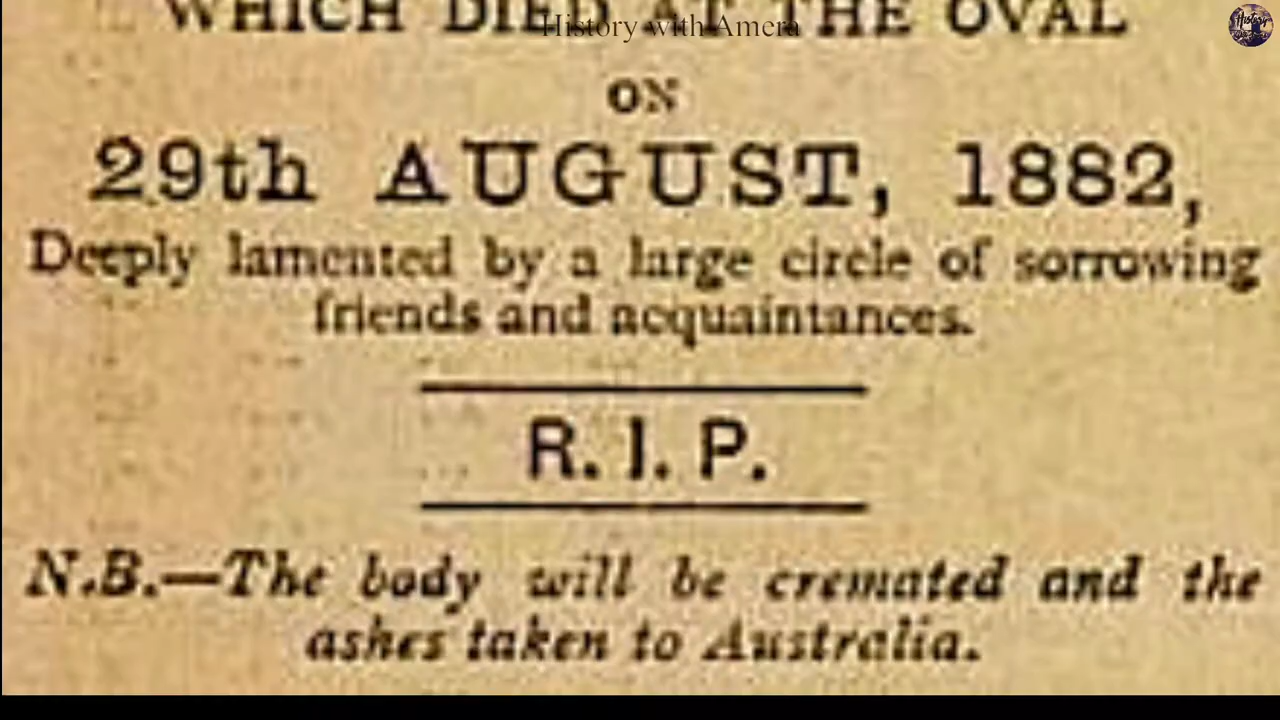 WHICH DIED AT THE OVAL
History with Amera
ON
29th AUGUST, 1882,
Deeply lamented by a large circle of sorrowing
friends and acquaintances.
R. I. P.
N.B.—The body will be cremated and the
ashes taken to Australia.